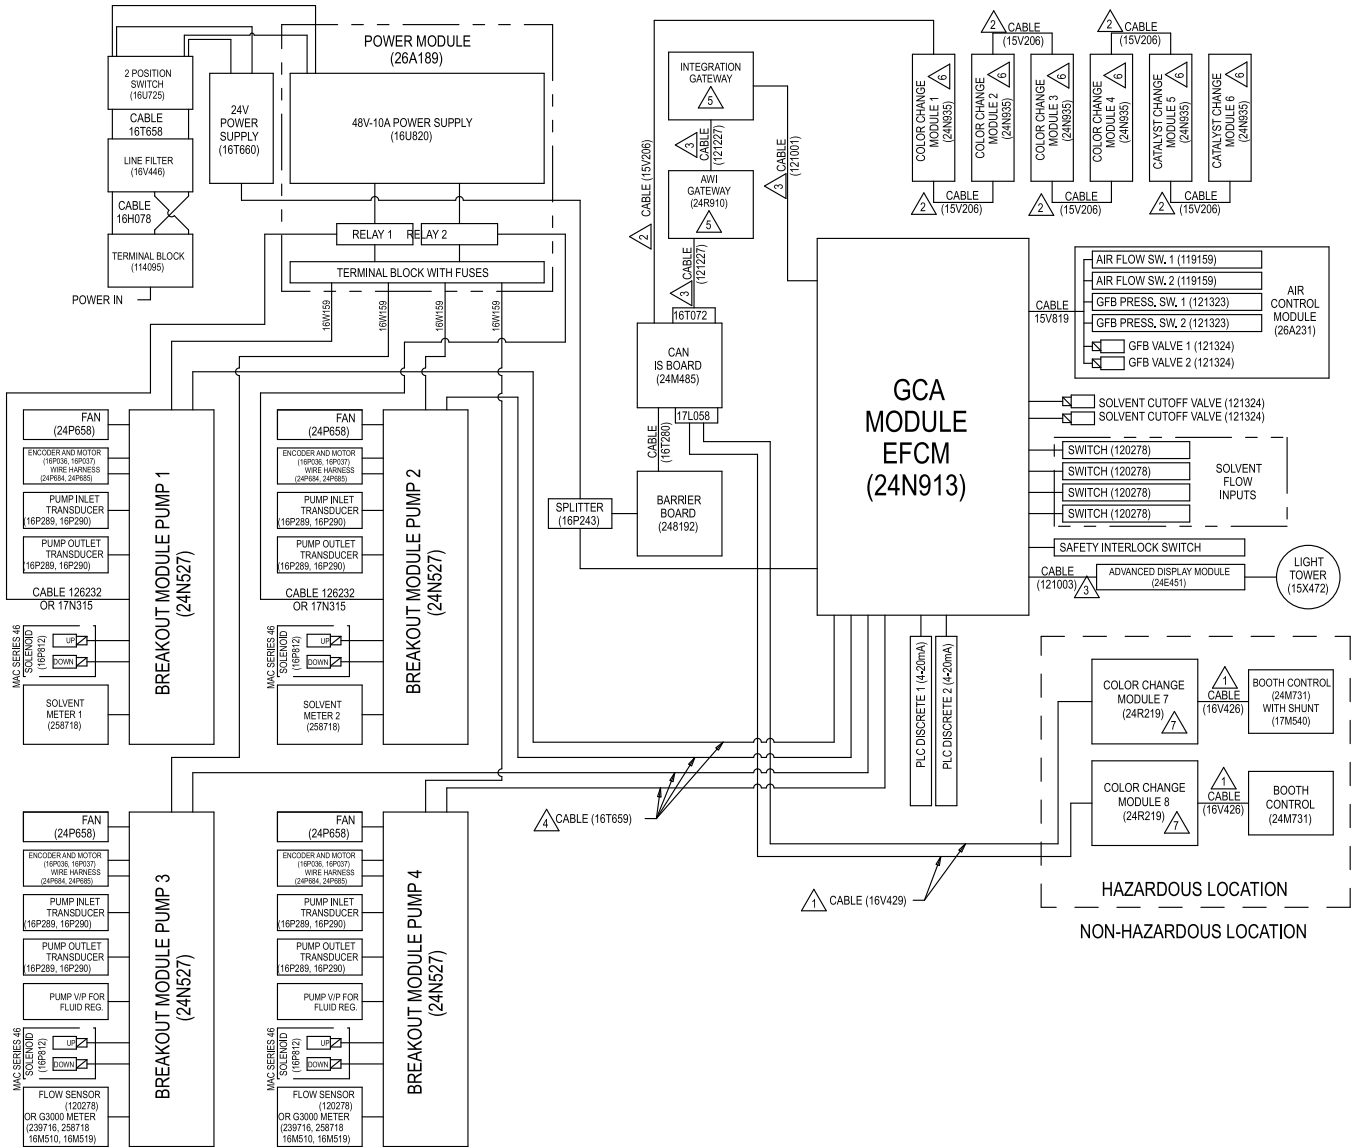 POWER MODULE
(26A189)
2 POSITION
SWITCH
(16U725)
CABLE
16T658
LINE FILTER
(16V446)
CABLE
16H078
TERMINAL BLOCK
(114095)
POWER IN
24V
POWER
SUPPLY
(16T660)
48V-10A POWER SUPPLY
(16U820)
RELAY 1
RELAY 2
TERMINAL BLOCK WITH FUSES
16W159
16W159
16W159
16W159
INTEGRATION
GATEWAY
5
3
CABLE
(121227)
AWI
GATEWAY
(24R910)
5
3
CABLE
(121227)
2
CABLE (15V206)
3
CABLE
(121001)
16T072
CAN
IS BOARD
(24M485)
17L058
CABLE
(16T280)
BARRIER
BOARD
(248192)
SPLITTER
(16P243)
2
CABLE
(15V206)
2
CABLE
(15V206)
COLOR CHANGE
MODULE 1
(24N935)
6
COLOR CHANGE
MODULE 2
(24N935)
6
COLOR CHANGE
MODULE 3
(24N935)
6
COLOR CHANGE
MODULE 4
(24N935)
6
CATALYST CHANGE
MODULE 5
(24N935)
6
CATALYST CHANGE
MODULE 6
(24N935)
6
2
CABLE
(15V206)
2
CABLE
(15V206)
2
CABLE
(15V206)
GCA
MODULE
EFCM
(24N913)
CABLE
15V819
AIR FLOW SW. 1 (119159)
AIR FLOW SW. 2 (119159)
GFB PRESS. SW. 1 (121323)
GFB PRESS. SW. 2 (121323)
GFB VALVE 1 (121324)
GFB VALVE 2 (121324)
AIR
CONTROL
MODULE
(26A231)
SOLVENT CUTOFF VALVE (121324)
SOLVENT CUTOFF VALVE (121324)
SWITCH (120278)
SWITCH (120278)
SWITCH (120278)
SWITCH (120278)
SOLVENT
FLOW
INPUTS
SAFETY INTERLOCK SWITCH
CABLE
(121003)
3
ADVANCED DISPLAY MODULE
(24E451)
LIGHT
TOWER
(15X472)
PLC DISCRETE 1 (4-20mA)
PLC DISCRETE 2 (4-20mA)
COLOR CHANGE
MODULE 7
(24R219)
7
1
CABLE
(16V426)
BOOTH CONTROL
(24M731)
WITH SHUNT
(17M540)
COLOR CHANGE
MODULE 8
(24R219)
7
1
CABLE
(16V426)
BOOTH
CONTROL
(24M731)
HAZARDOUS LOCATION
NON-HAZARDOUS LOCATION
4
CABLE (16T659)
1
CABLE (16V429)
FAN
(24P658)
ENCODER AND MOTOR
(16P036, 16P037)
WIRE HARNESS
(24P684, 24P685)
PUMP INLET
TRANSDUCER
(16P289, 16P290)
PUMP OUTLET
TRANSDUCER
(16P289, 16P290)
CABLE 126232
OR 17N315
MAC SERIES 46
SOLENOID
(16P812)
UP
DOWN
SOLVENT
METER 1
(258718)
BREAKOUT MODULE PUMP 1
(24N527)
FAN
(24P658)
ENCODER AND MOTOR
(16P036, 16P037)
WIRE HARNESS
(24P684, 24P685)
PUMP INLET
TRANSDUCER
(16P289, 16P290)
PUMP OUTLET
TRANSDUCER
(16P289, 16P290)
CABLE 126232
OR 17N315
MAC SERIES 46
SOLENOID
(16P812)
UP
DOWN
SOLVENT
METER 2
(258718)
BREAKOUT MODULE PUMP 2
(24N527)
FAN
(24P658)
ENCODER AND MOTOR
(16P036, 16P037)
WIRE HARNESS
(24P684, 24P685)
PUMP INLET
TRANSDUCER
(16P289, 16P290)
PUMP OUTLET
TRANSDUCER
(16P289, 16P290)
PUMP V/P FOR
FLUID REG.
MAC SERIES 46
SOLENOID
(16P812)
UP
DOWN
FLOW SENSOR
(120278)
OR G3000 METER
(239716, 258718
16M510, 16M519)
BREAKOUT MODULE PUMP 3
(24N527)
FAN
(24P658)
ENCODER AND MOTOR
(16P036, 16P037)
WIRE HARNESS
(24P684, 24P685)
PUMP INLET
TRANSDUCER
(16P289, 16P290)
PUMP OUTLET
TRANSDUCER
(16P289, 16P290)
PUMP V/P FOR
FLUID REG.
MAC SERIES 46
SOLENOID
(16P812)
UP
DOWN
FLOW SENSOR
(120278)
OR G3000 METER
(239716, 258718
16M510, 16M519)
BREAKOUT MODULE PUMP 4
(24N527)